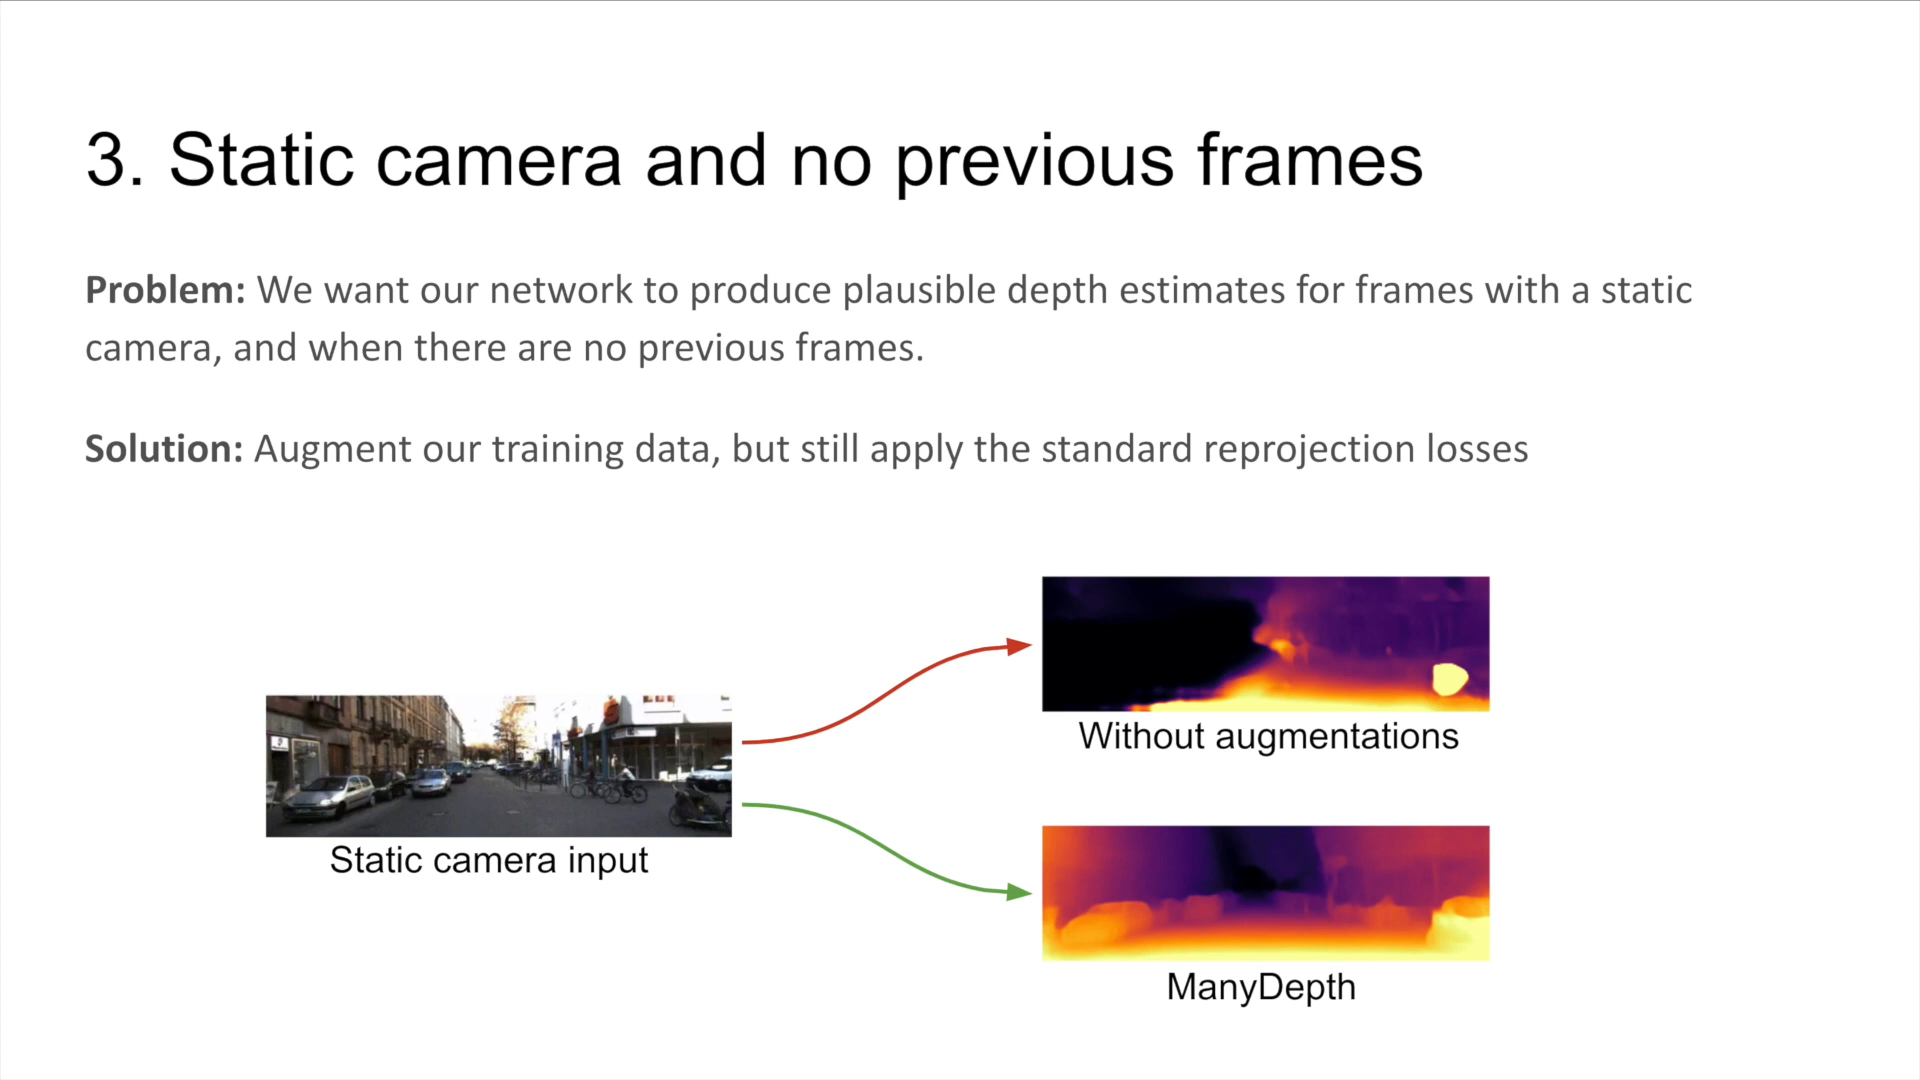 3. Static camera and no previous frames
Problem: We want our network to produce plausible depth estimates for frames with a static
camera, and when there are no previous frames.
Solution: Augment our training data, but still apply the standard reprojection losses
Without augmentations
Static camera input
ManyDepth